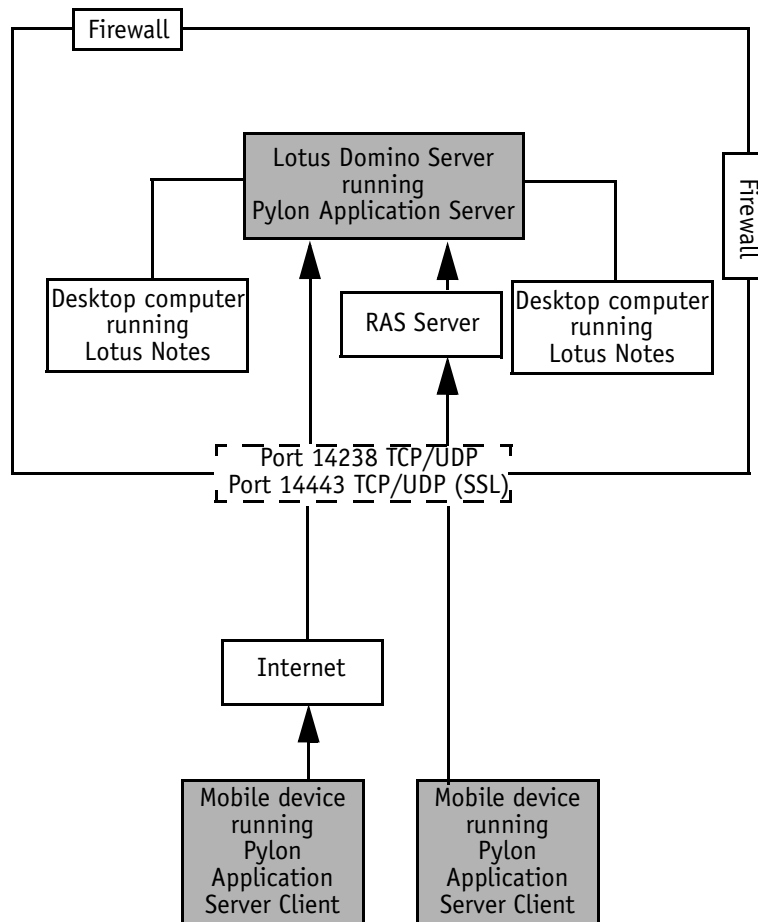 Firewall
Lotus Domino Server
running
Pylon Application Server
Firewall
Desktop computer
running
Lotus Notes
RAS Server
Desktop computer
running
Lotus Notes
Port 14238 TCP/UDP
Port 14443 TCP/UDP (SSL)
Internet
Mobile device
running
Pylon
Application
Server Client
Mobile device
running
Pylon
Application
Server Client